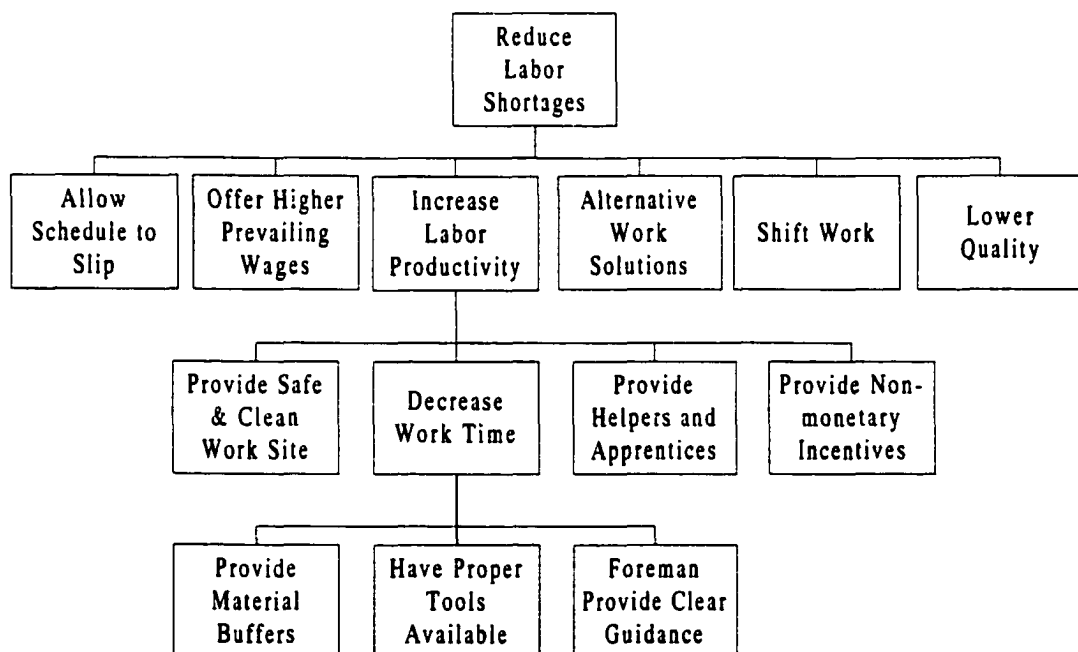 Reduce
Labor
Shortages
Allow
Schedule to
Slip
Offer Higher
Prevailing
Wages
Increase
Labor
Productivity
Alternative
Work
Solutions
Shift Work
Lower
Quality
Provide Safe
& Clean
Work Site
Decrease
Work Time
Provide
Helpers and
Apprentices
Provide Non-
monetary
Incentives
Provide
Material
Buffers
Have Proper
Tools
Available
Foreman
Provide Clear
Guidance